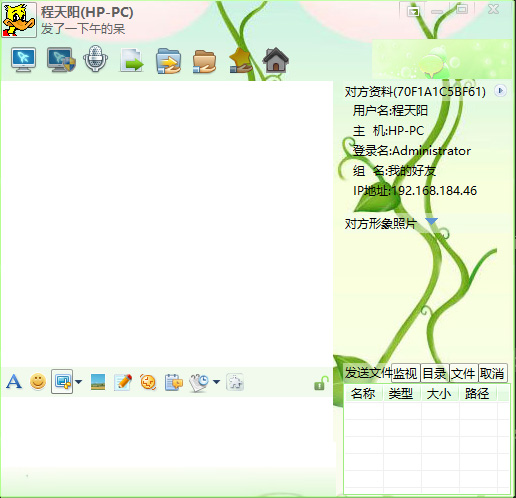 程天阳(HP-PC)
发了一下午的呆
对方资料(70F1A1C5BF61)
用户名:程天阳
主 机:HP-PC
登录名:Administrator
组 名:我的好友
IP地址:192.168.184.46
对方形象照片
发送文件 监视 目录 文件 取消
名称 类型 大小 路径